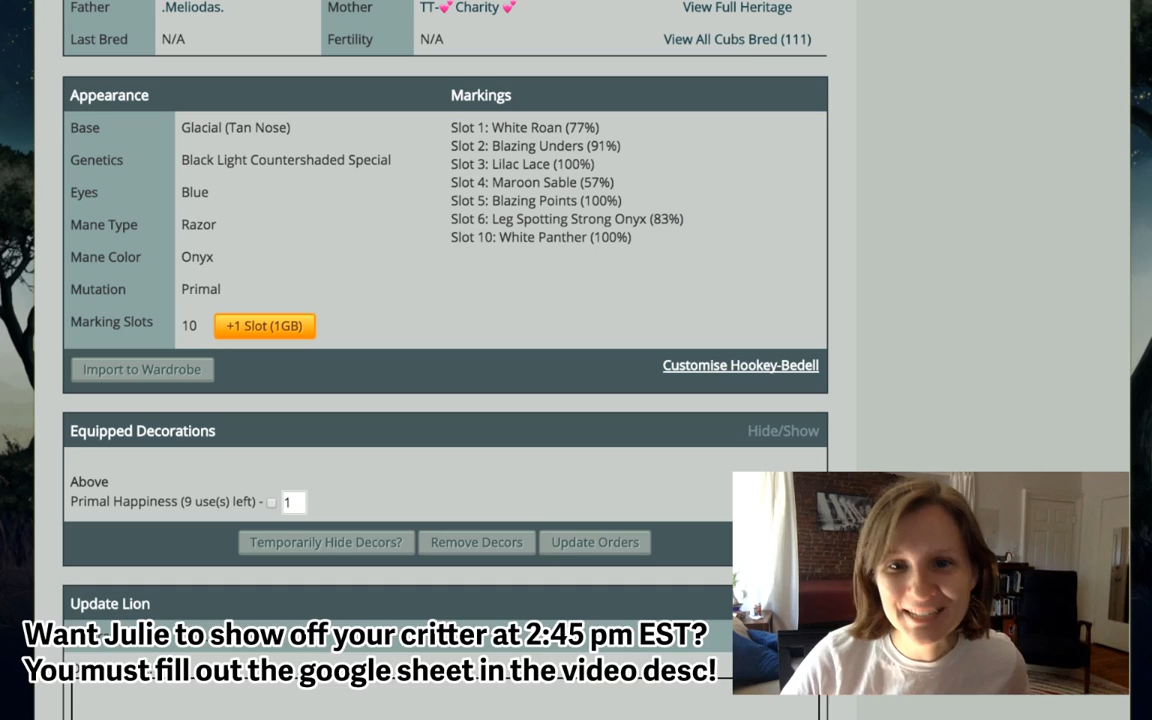 Father .Meliodas. Mother TT-💕 Charity 💕 View Full Heritage
Last Bred N/A Fertility N/A View All Cubs Bred (111)
Appearance Markings
Base Glacial (Tan Nose) Slot 1: White Roan (77%)
Slot 2: Blazing Unders (91%)
Genetics Black Light Countershaded Special Slot 3: Lilac Lace (100%)
Slot 4: Maroon Sable (57%)
Eyes Blue Slot 5: Blazing Points (100%)
Slot 6: Leg Spotting Strong Onyx (83%)
Mane Type Razor Slot 10: White Panther (100%)
Mane Color Onyx
Mutation Primal
Marking Slots 10 +1 Slot (1GB)
Import to Wardrobe Customise Hookey-Bedell
Equipped Decorations Hide/Show
Above
Primal Happiness (9 use(s) left) - 1
Temporarily Hide Decors? Remove Decors Update Orders
Update Lion
Want Julie to show off your critter at 2:45 pm EST?
You must fill out the google sheet in the video desc!